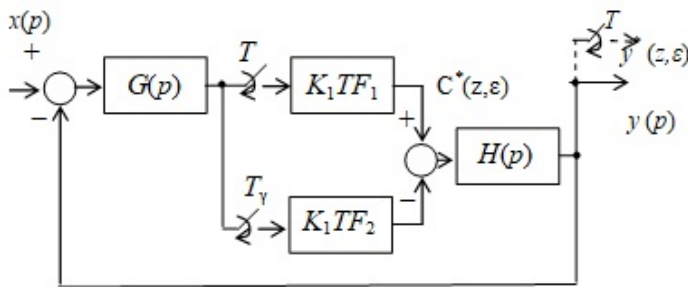 x(p)
+
−
G(p)
T
K₁TF₁
C*(z,ε)
+
T
y (z,ε)
y(p)
H(p)
−
Tγ
K₁TF₂